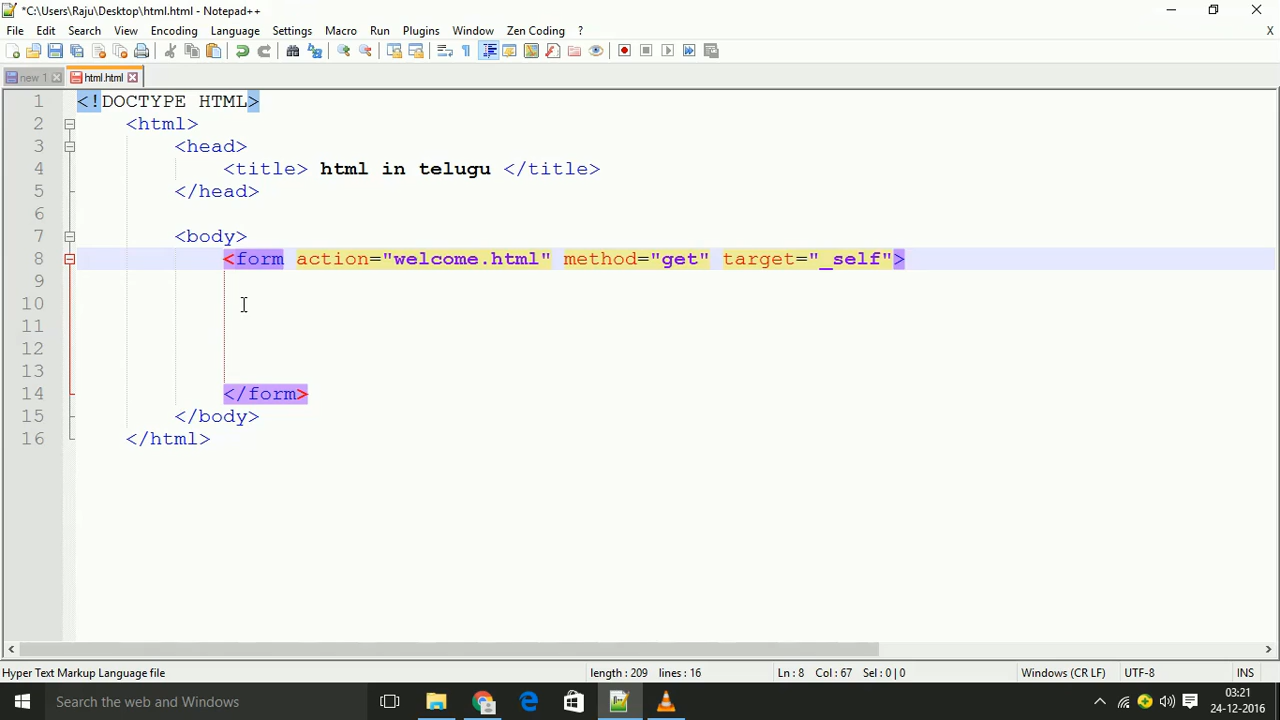 *C:\Users\Raju\Desktop\html.html - Notepad++
File Edit Search View Encoding Language Settings Macro Run Plugins Window Zen Coding ? X
new 1 html.html
1 <!DOCTYPE HTML>
2 <html>
3 <head>
4 <title> html in telugu </title>
5 </head>
6
7 <body>
8 <form action="welcome.html" method="get" target="_self">
9
10
11
12
13
14 </form>
15 </body>
16 </html>
Hyper Text Markup Language file length : 209 lines : 16 Ln : 8 Col : 67 Sel : 0 | 0 Windows (CR LF) UTF-8 INS
Search the web and Windows
03:21
24-12-2016